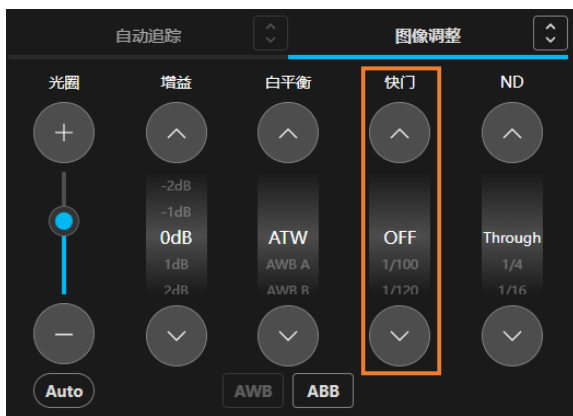 自动追踪 图像调整
光圈 增益 白平衡 快门 ND
-2dB
-1dB
0dB ATW OFF Through
1dB AWB A 1/100 1/4
2dB AWB B 1/120 1/16
Auto AWB ABB